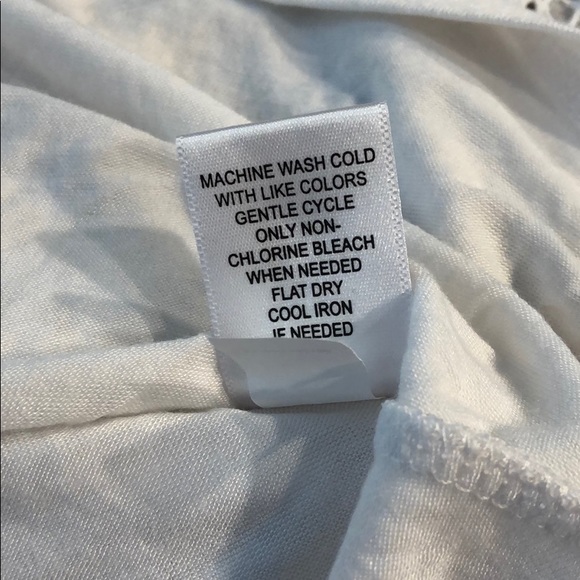 MACHINE WASH COLD
WITH LIKE COLORS
GENTLE CYCLE
ONLY NON-
CHLORINE BLEACH
WHEN NEEDED
FLAT DRY
COOL IRON
IF NEEDED